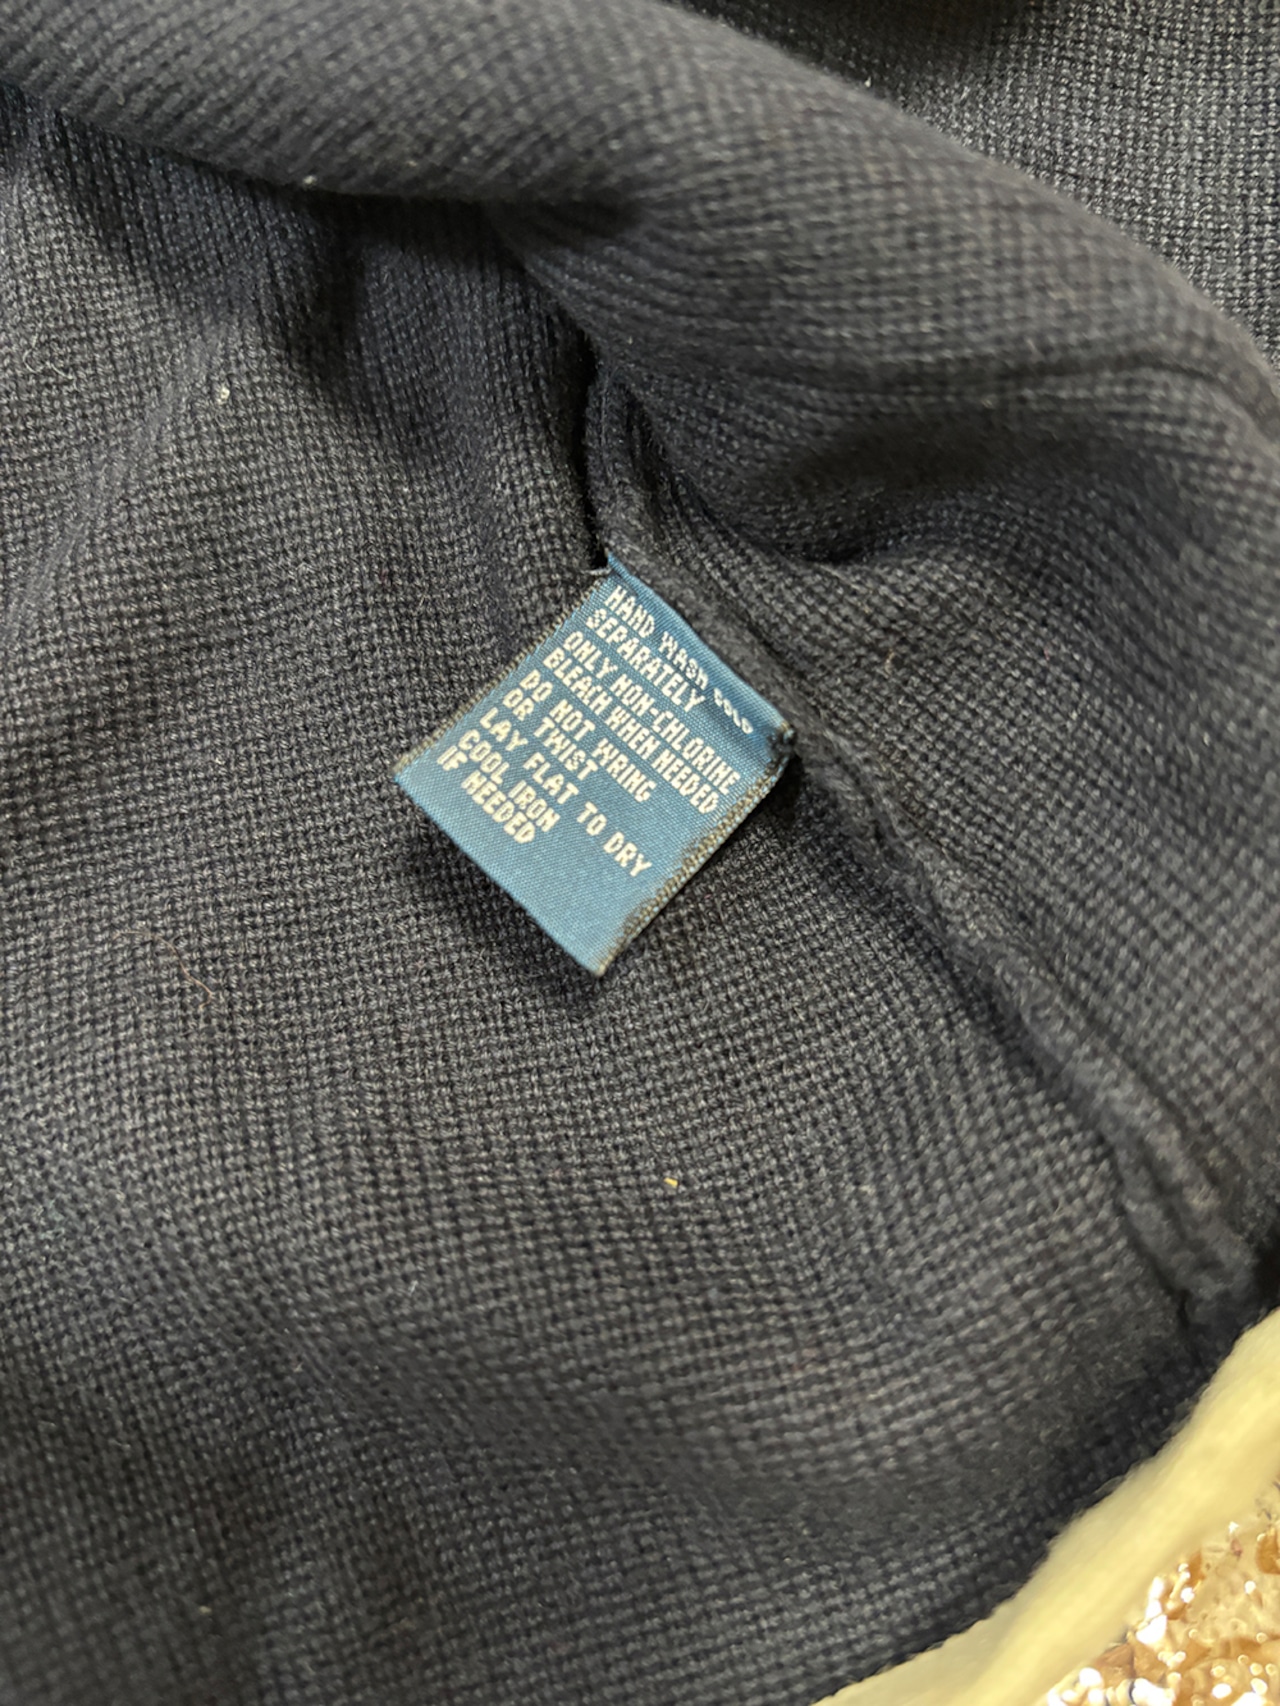 HAND WASH COLD
SEPARATELY
ONLY NON-CHLORINE
BLEACH WHEN NEEDED
DO NOT WRING
OR TWIST
LAY FLAT TO DRY
COOL IRON
IF NEEDED